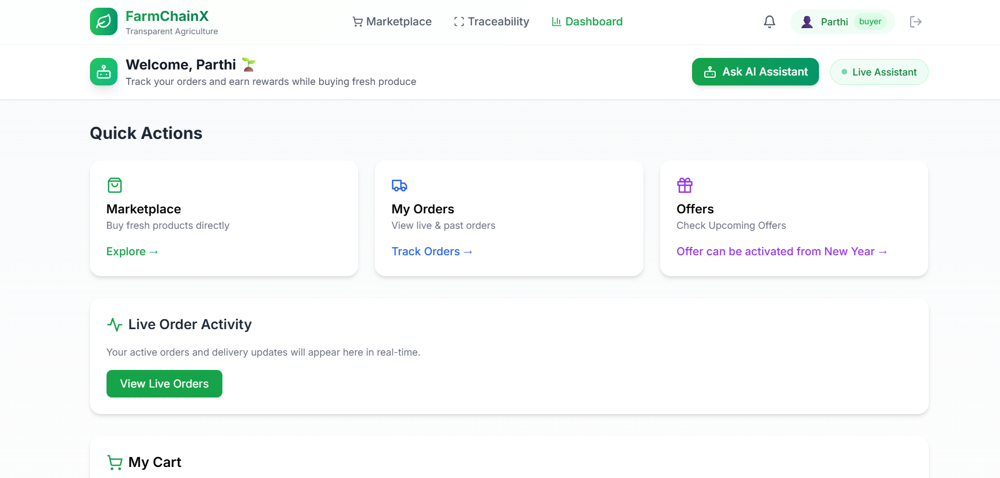 FarmChainX
Transparent Agriculture
Marketplace
Traceability
Dashboard
Parthi
buyer
Welcome, Parthi 🌱
Track your orders and earn rewards while buying fresh produce
Ask AI Assistant
Live Assistant
Quick Actions
Marketplace
Buy fresh products directly
Explore →
My Orders
View live & past orders
Track Orders →
Offers
Check Upcoming Offers
Offer can be activated from New Year →
Live Order Activity
Your active orders and delivery updates will appear here in real-time.
View Live Orders
My Cart